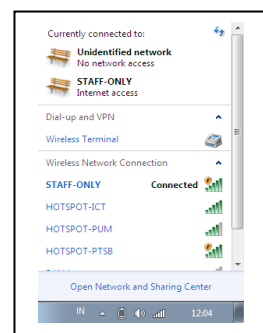 Currently connected to:
Unidentified network
No network access
STAFF-ONLY
Internet access
Dial-up and VPN
Wireless Terminal
Wireless Network Connection
STAFF-ONLY Connected
HOTSPOT-ICT
HOTSPOT-PUM
HOTSPOT-PTSB
Open Network and Sharing Center
IN 12:04